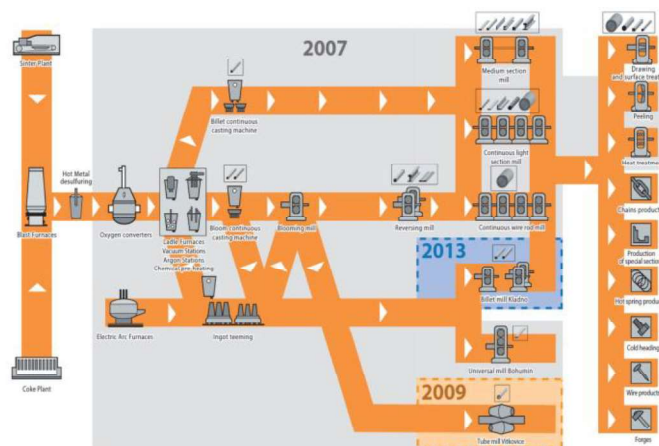 2007
Sinter Plant
Hot Metal
desulfuring
Blast Furnaces
Oxygen converters
Billet continuous
casting machine
Ladle Furnaces
Vacuum Stations
Argon Stations
Chemical pre-heating
Bloom continuous
casting machine
Blooming mill
Reversing mill
Medium section
mill
Continuous light
section mill
Continuous wire rod mill
Electric Arc Furnaces
Ingot teeming
Coke Plant
2013
Billet mill Kladno
Universal mill Bohumin
2009
Tube mill Vitkovice
Drawing
and surface treat
Peeling
Heat treatment
Chains product
Production
of special section
Hot spring produc
Cold heading
Wire products
Forges